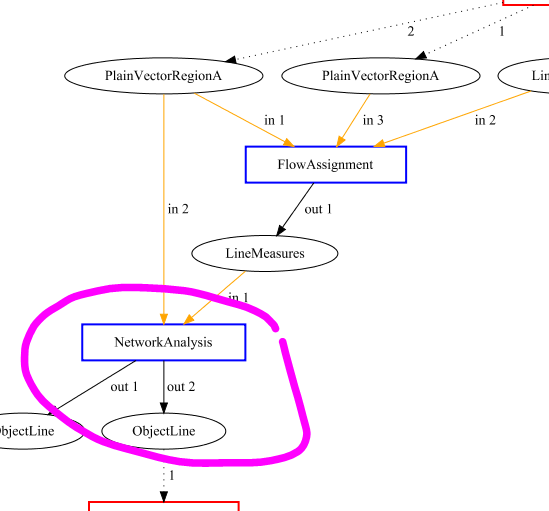 2
1
PlainVectorRegionA
PlainVectorRegionA
in 1
in 3
in 2
FlowAssignment
in 2
out 1
LineMeasures
in 1
NetworkAnalysis
out 1
out 2
ObjectLine
1